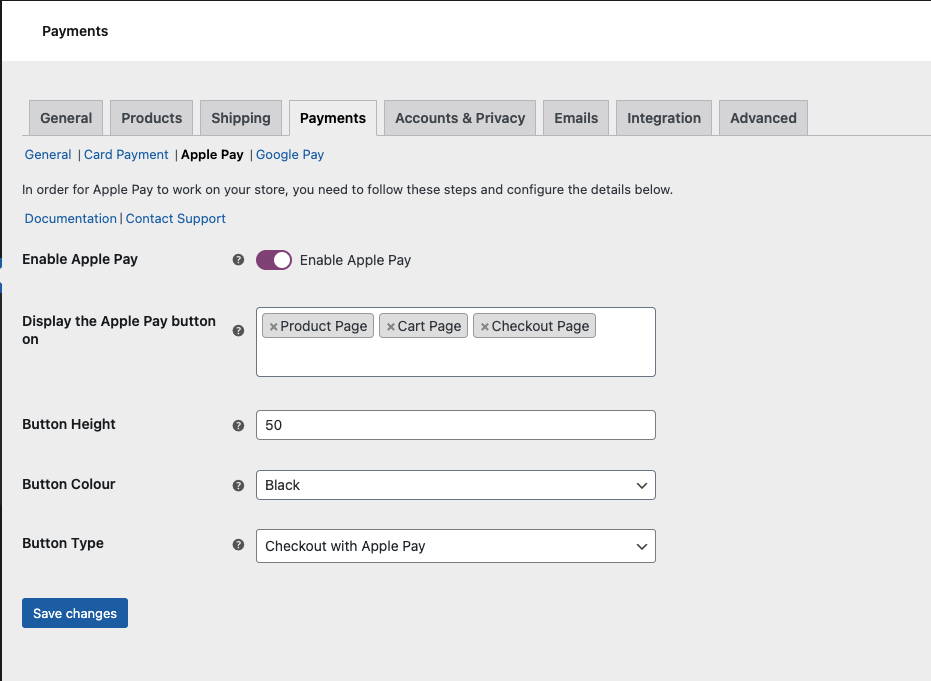 Payments
General Products Shipping Payments Accounts & Privacy Emails Integration Advanced
General | Card Payment | Apple Pay | Google Pay
In order for Apple Pay to work on your store, you need to follow these steps and configure the details below.
Documentation | Contact Support
Enable Apple Pay ? Enable Apple Pay
Display the Apple Pay button on ? × Product Page × Cart Page × Checkout Page
Button Height ? 50
Button Colour ? Black
Button Type ? Checkout with Apple Pay
Save changes